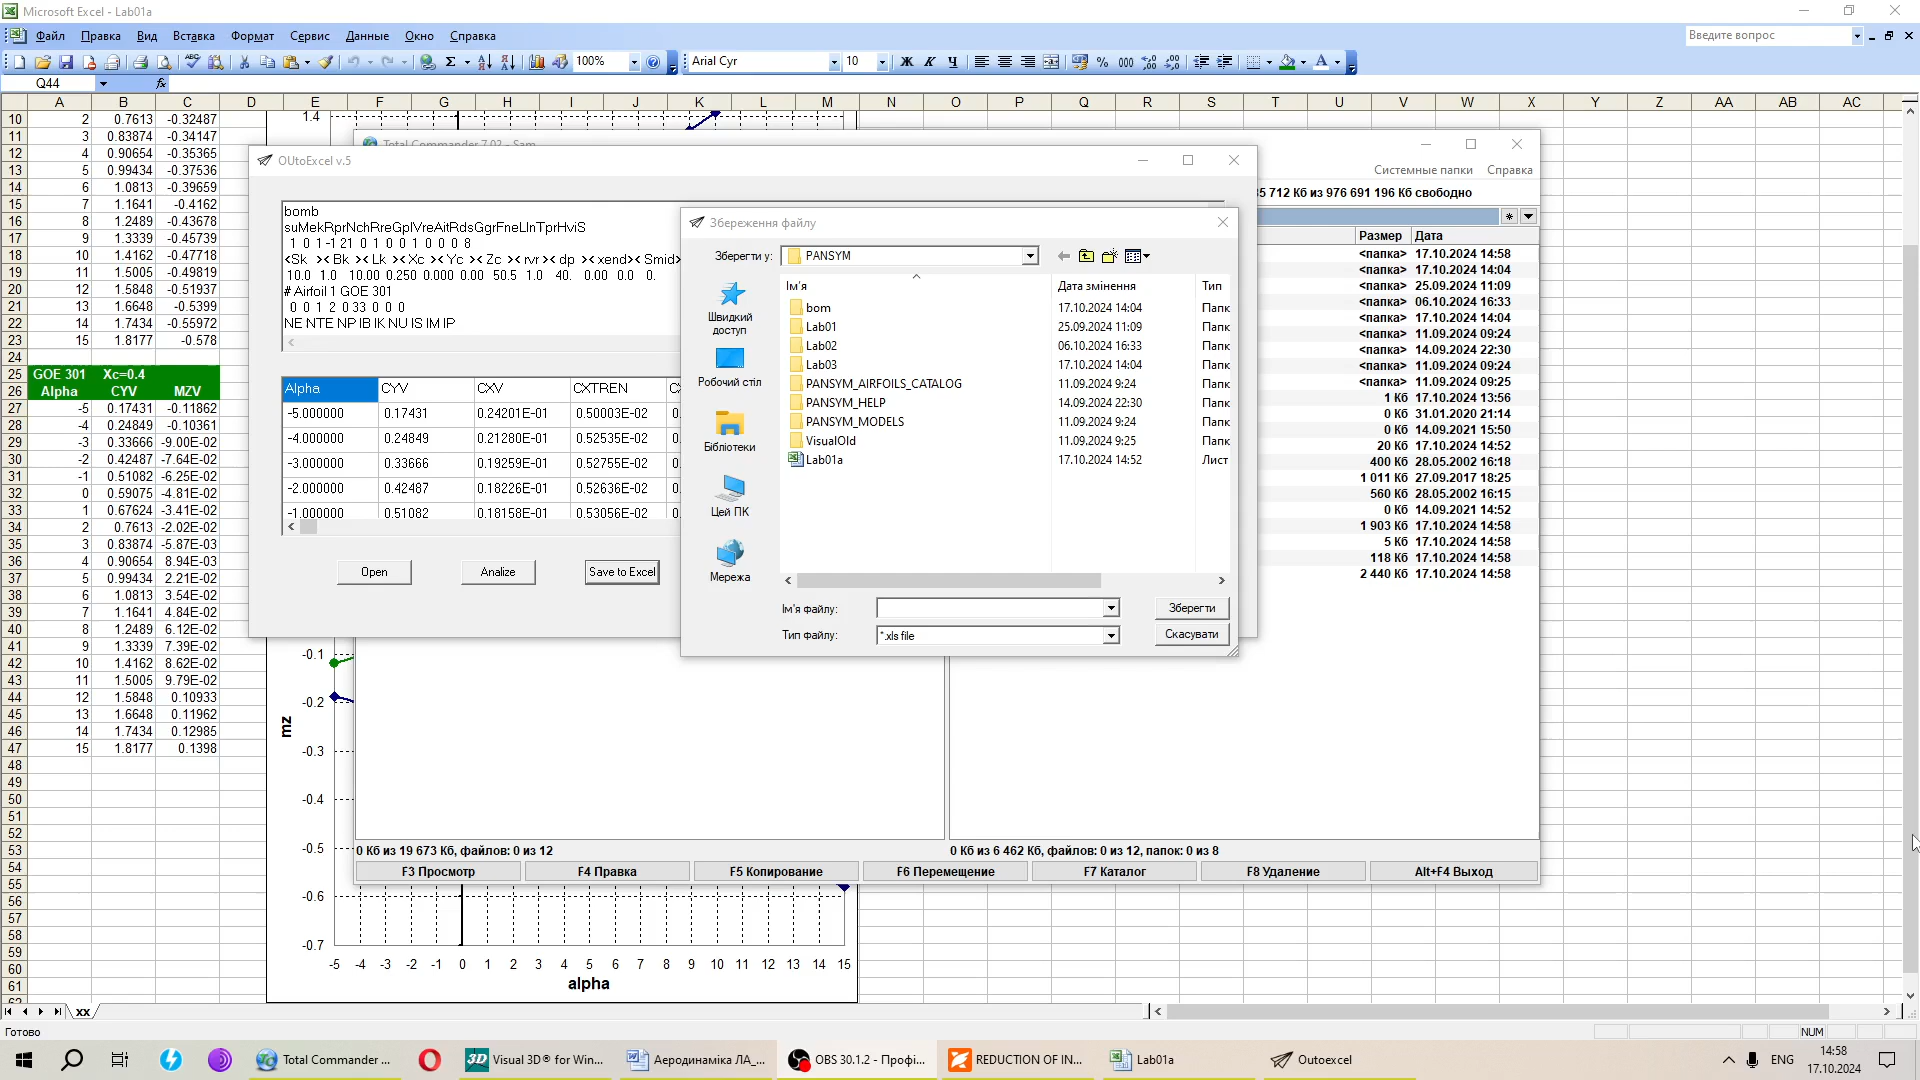 Microsoft Excel - Lab01a
Файл Правка Вид Вставка Формат Сервис Данные Окно Справка
Введите вопрос
100% Arial Cyr 10 Ж К Ч % 000
Q44 fx
A B C D E F G H I J K L M N O P Q R S T U V W X Y Z AA AB AC
10 2 0.7613 -0.32487
11 3 0.83874 -0.34147
12 4 0.90654 -0.35365
13 5 0.99434 -0.37536
14 6 1.0813 -0.39659
15 7 1.1641 -0.4162
16 8 1.2489 -0.43678
17 9 1.3339 -0.45739
18 10 1.4162 -0.47718
19 11 1.5005 -0.49819
20 12 1.5848 -0.51937
21 13 1.6648 -0.5399
22 14 1.7434 -0.55972
23 15 1.8177 -0.578
24
25 GOE 301 Xc=0.4
26 Alpha CYV MZV
27 -5 0.17431 -0.11862
28 -4 0.24849 -0.10361
29 -3 0.33666 -9.00E-02
30 -2 0.42487 -7.64E-02
31 -1 0.51082 -6.25E-02
32 0 0.59075 -4.81E-02
33 1 0.67624 -3.41E-02
34 2 0.7613 -2.02E-02
35 3 0.83874 -5.87E-03
36 4 0.90654 8.94E-03
37 5 0.99434 2.21E-02
38 6 1.0813 3.54E-02
39 7 1.1641 4.84E-02
40 8 1.2489 6.12E-02
41 9 1.3339 7.39E-02
42 10 1.4162 8.62E-02
43 11 1.5005 9.79E-02
44 12 1.5848 0.10933
45 13 1.6648 0.11962
46 14 1.7434 0.12985
47 15 1.8177 0.1398
48
49
50
51
52
53
54
55
56
57
58
59
60
61
1.4
-0.1
-0.2
-0.3
-0.4
-0.5
-0.6
-0.7
mz
-5 -4 -3 -2 -1 0 1 2 3 4 5 6 7 8 9 10 11 12 13 14 15
alpha
Total Commander 7.02 - Sam
OUtoExcel v.5
bomb
suMekRprNchRreGpIVreAitRdsGgrFneLlnTprHviS
1 0 1 -1 21 0 1 0 0 1 0 0 0 8
<Sk >< Bk >< Lk ><Xc >< Yc >< Zc >< rvr >< dp >< xend>< Smid>
10.0 1.0 10.00 0.250 0.000 0.00 50.5 1.0 40. 0.00 0.0 0.
# Airfoil 1 GOE 301
0 0 1 2 0 33 0 0 0
NE NTE NP IB IK NU IS IM IP
Alpha CYV CXV CXTREN
-5.000000 0.17431 0.24201E-01 0.50003E-02 0.
-4.000000 0.24849 0.21280E-01 0.52535E-02 0.
-3.000000 0.33666 0.19259E-01 0.52755E-02 0.
-2.000000 0.42487 0.18226E-01 0.52636E-02 0.
-1.000000 0.51082 0.18158E-01 0.53056E-02 0.
Open Analize Save to Excel
Збереження файлу
Зберегти у: PANSYM
Швидкий доступ
Робочий стіл
Бібліотеки
Цей ПК
Мережа
Ім'я Дата змінення Тип
bom 17.10.2024 14:04 Папк
Lab01 25.09.2024 11:09 Папк
Lab02 06.10.2024 16:33 Папк
Lab03 17.10.2024 14:04 Папк
PANSYM_AIRFOILS_CATALOG 11.09.2024 9:24 Папк
PANSYM_HELP 14.09.2024 22:30 Папк
PANSYM_MODELS 11.09.2024 9:24 Папк
VisualOld 11.09.2024 9:25 Папк
Lab01a 17.10.2024 14:52 Лист
Ім'я файлу: Зберегти
Тип файлу: *.xls file Скасувати
Системные папки Справка
35 712 Кб из 976 691 196 Кб свободно
*
Размер Дата
<папка> 17.10.2024 14:58
<папка> 17.10.2024 14:04
<папка> 25.09.2024 11:09
<папка> 06.10.2024 16:33
<папка> 17.10.2024 14:04
<папка> 11.09.2024 09:24
<папка> 14.09.2024 22:30
<папка> 11.09.2024 09:24
<папка> 11.09.2024 09:25
1 Кб 17.10.2024 13:56
0 Кб 31.01.2020 21:14
0 Кб 14.09.2021 15:50
20 Кб 17.10.2024 14:52
400 Кб 28.05.2002 16:18
1 011 Кб 27.09.2017 18:25
560 Кб 28.05.2002 16:15
0 Кб 14.09.2021 14:52
1 903 Кб 17.10.2024 14:58
5 Кб 17.10.2024 14:58
118 Кб 17.10.2024 14:58
2 440 Кб 17.10.2024 14:58
0 Кб из 19 673 Кб, файлов: 0 из 12
0 Кб из 6 462 Кб, файлов: 0 из 12, папок: 0 из 8
F3 Просмотр F4 Правка F5 Копирование F6 Перемещение F7 Каталог F8 Удаление Alt+F4 Выход
xx
Готово
NUM
Total Commander ... Visual 3D® for Win... Аеродинаміка ЛА_... OBS 30.1.2 - Профі... REDUCTION OF IN... Lab01a Outoexcel
ENG
14:58
17.10.2024